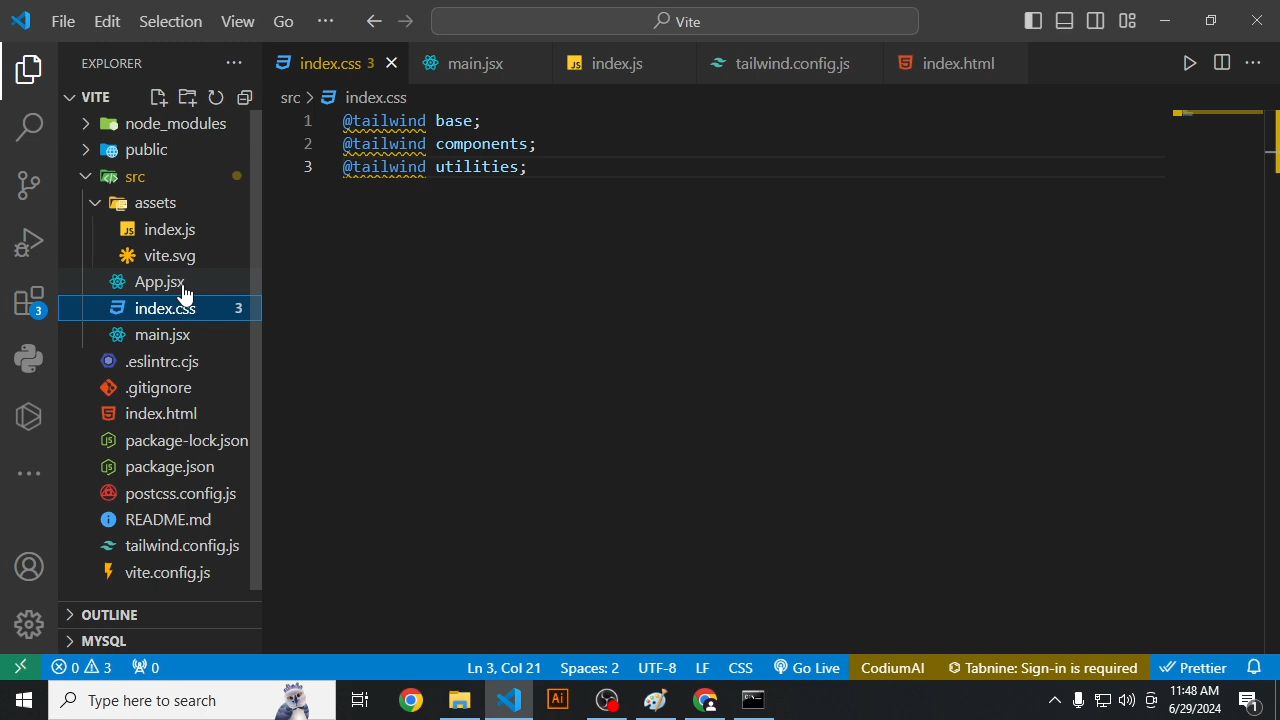 File Edit Selection View Go ··· Vite
EXPLORER ···
index.css 3
main.jsx
index.js
tailwind.config.js
index.html
VITE
src > index.css
node_modules
public
src
assets
index.js
vite.svg
App.jsx
index.css 3
main.jsx
.eslintrc.cjs
.gitignore
index.html
package-lock.json
package.json
postcss.config.js
README.md
tailwind.config.js
vite.config.js
OUTLINE
MYSQL
1 @tailwind base;
2 @tailwind components;
3 @tailwind utilities;
3
0 3 0 Ln 3, Col 21 Spaces: 2 UTF-8 LF CSS Go Live CodiumAI Tabnine: Sign-in is required Prettier
Type here to search
Ai
11:48 AM
6/29/2024
1